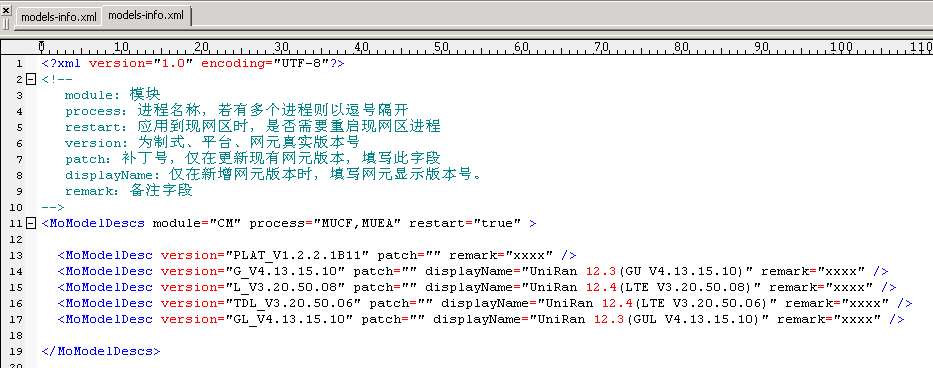 models-info.xml models-info.xml
0 10 20 30 40 50 60 70 80 90 100 110
1 <?xml version="1.0" encoding="UTF-8"?>
2 <!--
3 module: 模块
4 process: 进程名称, 若有多个进程则以逗号隔开
5 restart: 应用到现网区时, 是否需要重启现网区进程
6 version: 为制式、平台、网元真实版本号
7 patch: 补丁号, 仅在更新现有网元版本, 填写此字段
8 displayName: 仅在新增网元版本时, 填写网元显示版本号。
9 remark: 备注字段
10 -->
11 <MoModelDescs module="CM" process="MUCF,MUEA" restart="true" >
12
13 <MoModelDesc version="PLAT_V1.2.2.1B11" patch="" remark="xxxx" />
14 <MoModelDesc version="G_V4.13.15.10" patch="" displayName="UniRan 12.3(GU V4.13.15.10)" remark="xxxx" />
15 <MoModelDesc version="L_V3.20.50.08" patch="" displayName="UniRan 12.4(LTE V3.20.50.08)" remark="xxxx" />
16 <MoModelDesc version="TDL_V3.20.50.06" patch="" displayName="UniRan 12.4(LTE V3.20.50.06)" remark="xxxx" />
17 <MoModelDesc version="GL_V4.13.15.10" patch="" displayName="UniRan 12.3(GUL V4.13.15.10)" remark="xxxx" />
18
19 </MoModelDescs>
20